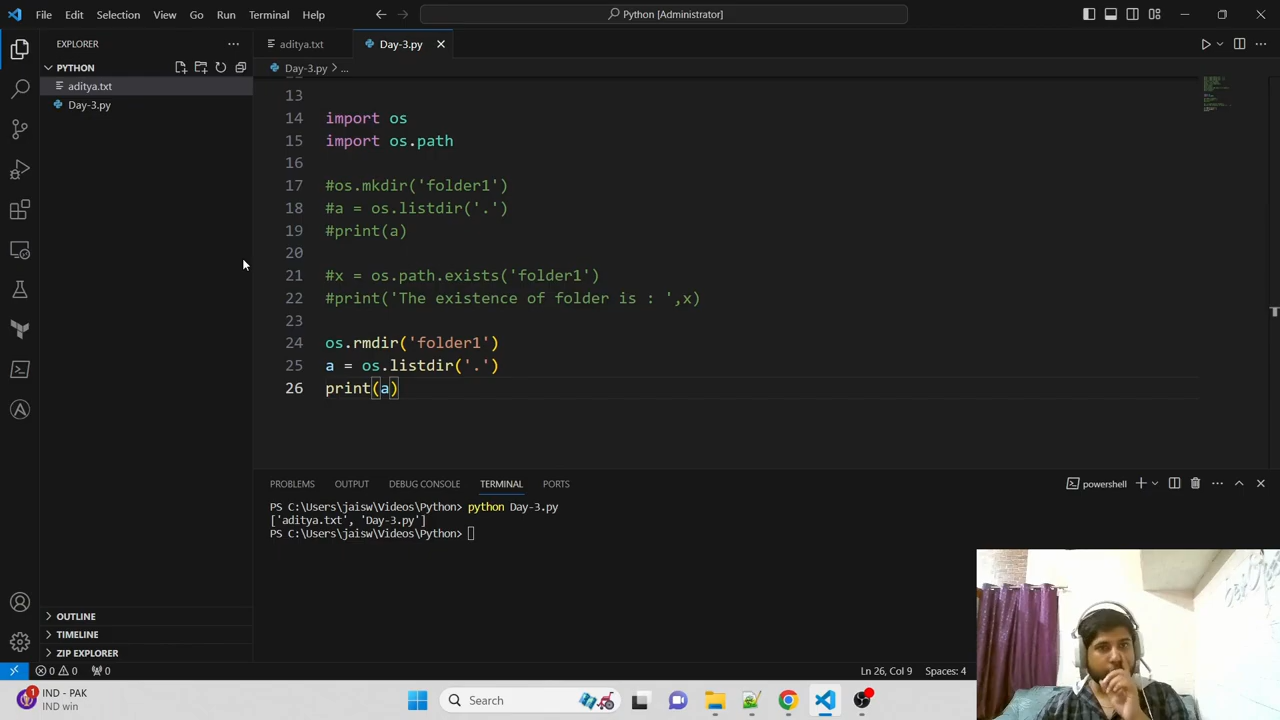 File Edit Selection View Go Run Terminal Help
Python [Administrator]
EXPLORER
aditya.txt
Day-3.py
PYTHON
Day-3.py > ...
aditya.txt
Day-3.py
13
14 import os
15 import os.path
16
17 #os.mkdir('folder1')
18 #a = os.listdir('.')
19 #print(a)
20
21 #x = os.path.exists('folder1')
22 #print('The existence of folder is : ',x)
23
24 os.rmdir('folder1')
25 a = os.listdir('.')
26 print(a)
PROBLEMS OUTPUT DEBUG CONSOLE TERMINAL PORTS
powershell
PS C:\Users\jaisw\Videos\Python> python Day-3.py
['aditya.txt', 'Day-3.py']
PS C:\Users\jaisw\Videos\Python>
OUTLINE
TIMELINE
ZIP EXPLORER
0 0 0
Ln 26, Col 9 Spaces: 4
1
IND - PAK
IND win
Search